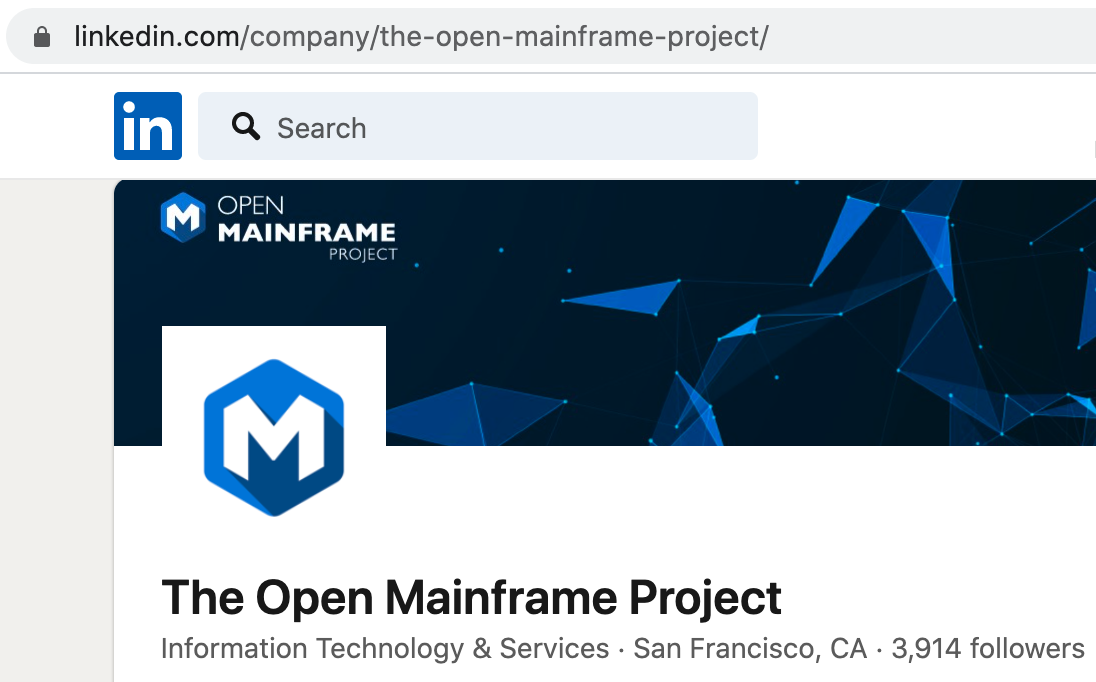 linkedin.com/company/the-open-mainframe-project/
in
Search
OPEN
MAINFRAME
PROJECT
M
The Open Mainframe Project
Information Technology & Services · San Francisco, CA · 3,914 followers